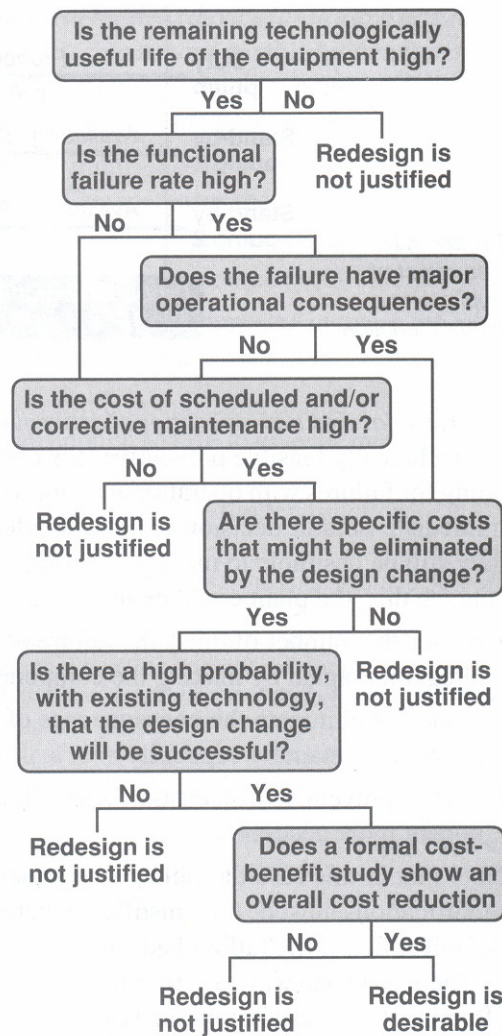 Is the remaining technologically
useful life of the equipment high?
Yes No
Is the functional
failure rate high?
Redesign is
not justified
No Yes
Does the failure have major
operational consequences?
No Yes
Is the cost of scheduled and/or
corrective maintenance high?
No Yes
Redesign is
not justified
Are there specific costs
that might be eliminated
by the design change?
Yes No
Is there a high probability,
with existing technology,
that the design change
will be successful?
Redesign is
not justified
No Yes
Redesign is
not justified
Does a formal cost-
benefit study show an
overall cost reduction
No Yes
Redesign is
not justified
Redesign is
desirable